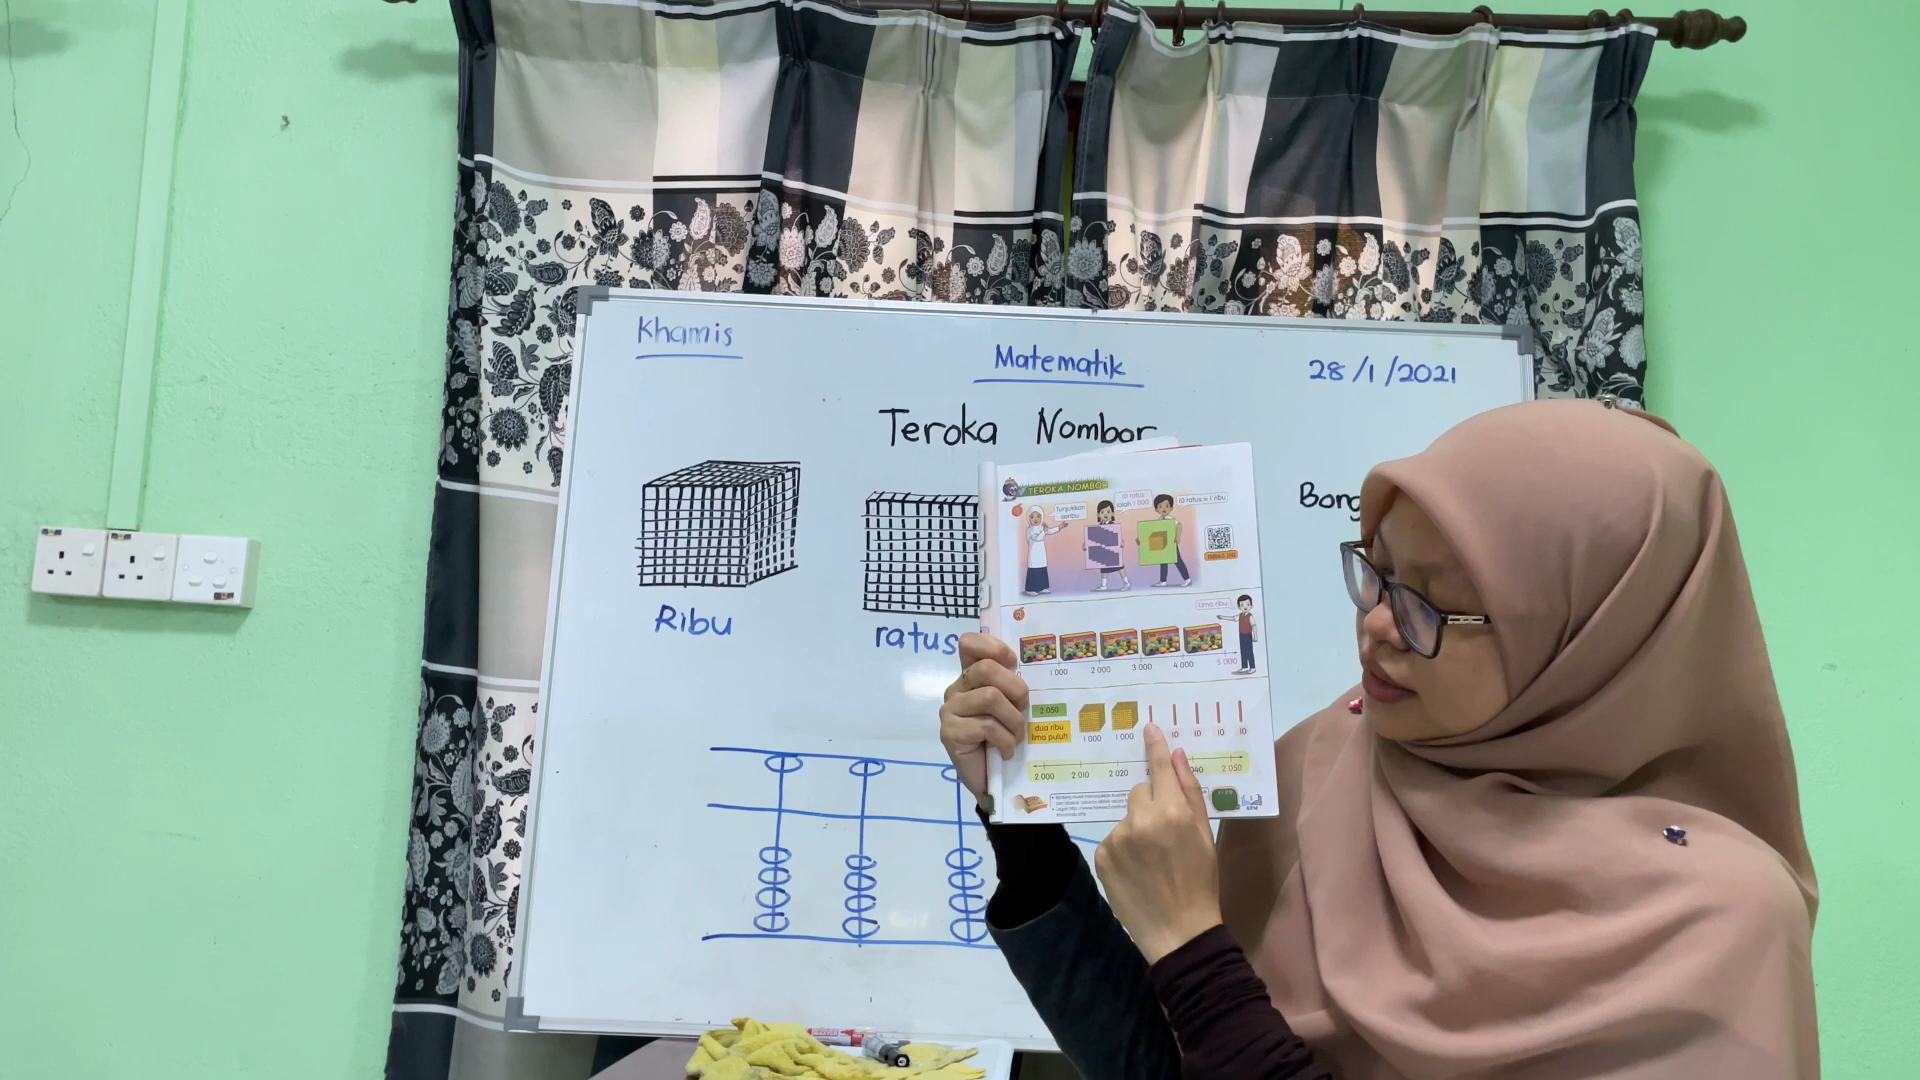 Khamis
Matematik
28/1/2021
Teroka Nombor
Ribu
ratus
TEROKA NOMBOR
Tunjukkan seribu
10 ratus
ialah 1 000
10 ratus = 1 ribu
Lima ribu
1 000
2 000
3 000
4 000
5 000
2 050
dua ribu
lima puluh
1 000
1 000
10
10
10
10
2 000
2 010
2 020
2 050